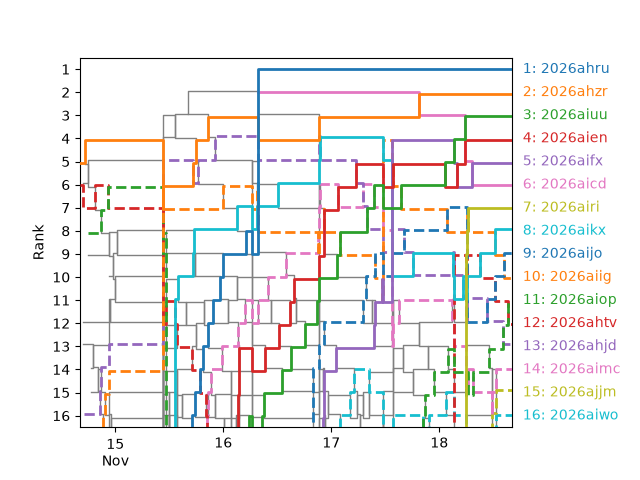 1
2
3
4
5
6
7
8
9
10
11
12
13
14
15
16
Rank
15
Nov
16
17
18
1: 2026ahru
2: 2026ahzr
3: 2026aiuu
4: 2026aien
5: 2026aifx
6: 2026aicd
7: 2026airi
8: 2026aikx
9: 2026aijo
10: 2026aiig
11: 2026aiop
12: 2026ahtv
13: 2026ahjd
14: 2026aimc
15: 2026ajjm
16: 2026aiwo